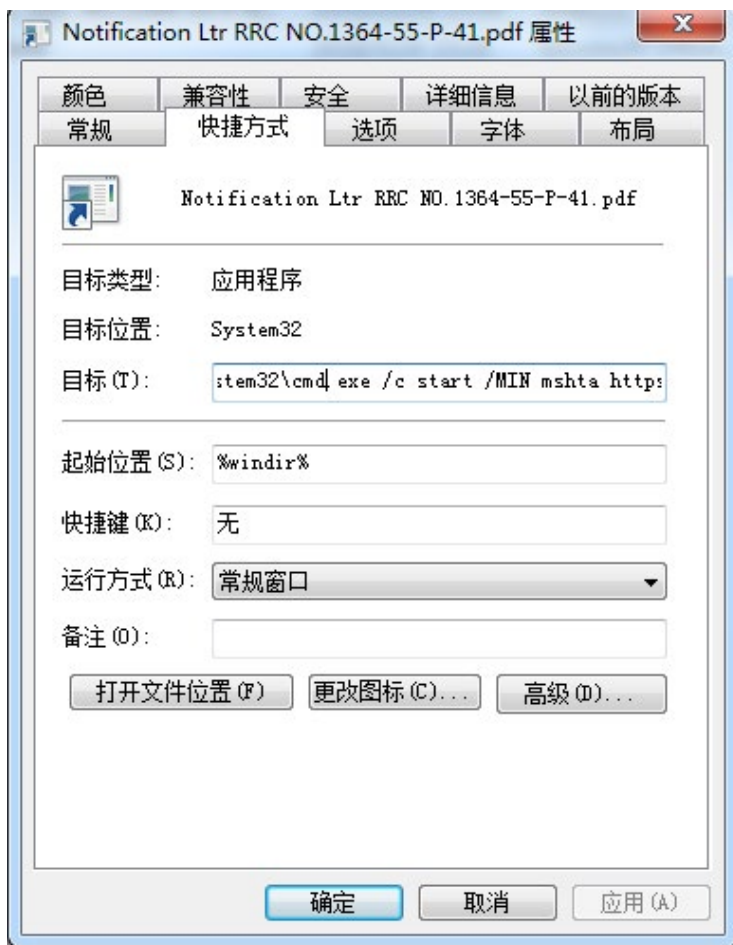 Notification Ltr RRC NO.1364-55-P-41.pdf 属性
颜色 兼容性 安全 详细信息 以前的版本
常规 快捷方式 选项 字体 布局
Notification Ltr RRC NO.1364-55-P-41.pdf
目标类型: 应用程序
目标位置: System32
目标(T): stem32\cmd.exe /c start /MIN mshta https
起始位置(S): %windir%
快捷键(K): 无
运行方式(R): 常规窗口
备注(O):
打开文件位置(F) 更改图标(C)... 高级(D)...
确定 取消 应用(A)